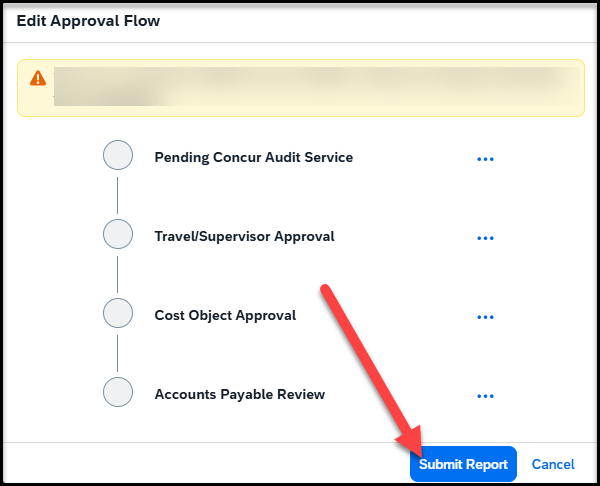 Edit Approval Flow
Pending Concur Audit Service
Travel/Supervisor Approval
Cost Object Approval
Accounts Payable Review
Submit Report
Cancel